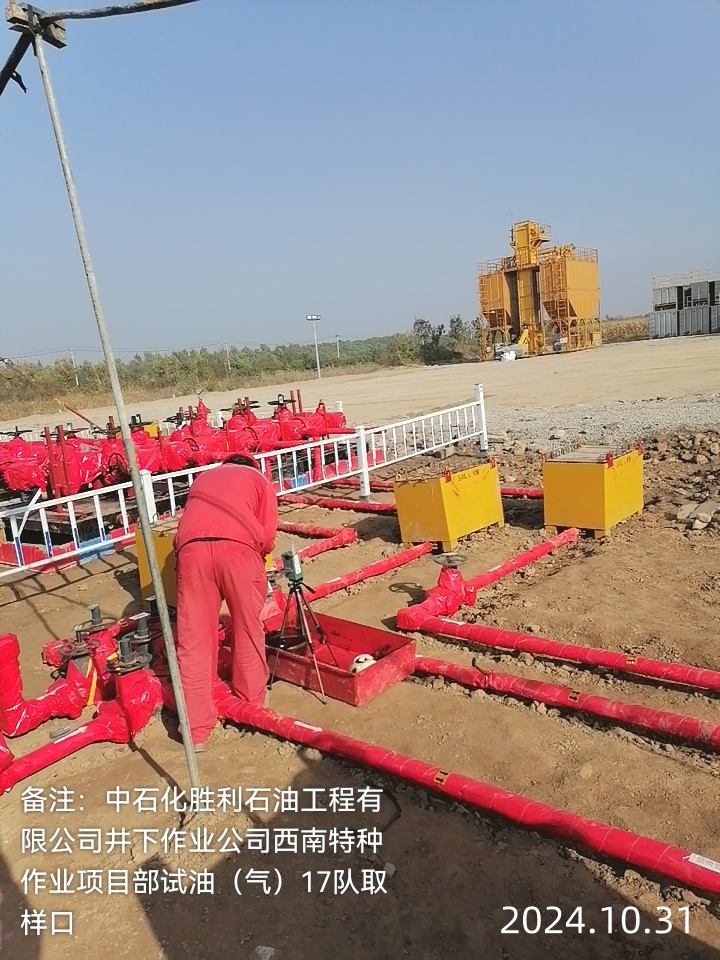 备注： 中石化胜利石油工程有
限公司井下作业公司西南特种
作业项目部试油（气）17队取
样口
2024.10.31